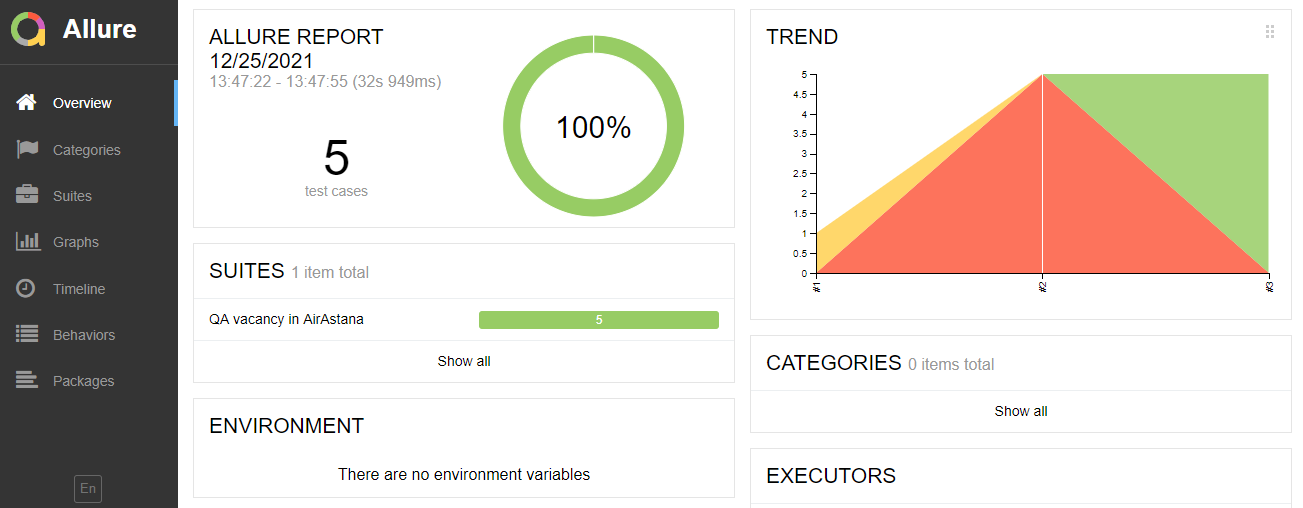 Allure
Overview
Categories
Suites
Graphs
Timeline
Behaviors
Packages
En
ALLURE REPORT
12/25/2021
13:47:22 - 13:47:55 (32s 949ms)
5
test cases
100%
SUITES 1 item total
QA vacancy in AirAstana 5
Show all
ENVIRONMENT
There are no environment variables
TREND
5
4.5
4
3.5
3
2.5
2
1.5
1
0.5
0
#1 #2 #3
CATEGORIES 0 items total
Show all
EXECUTORS